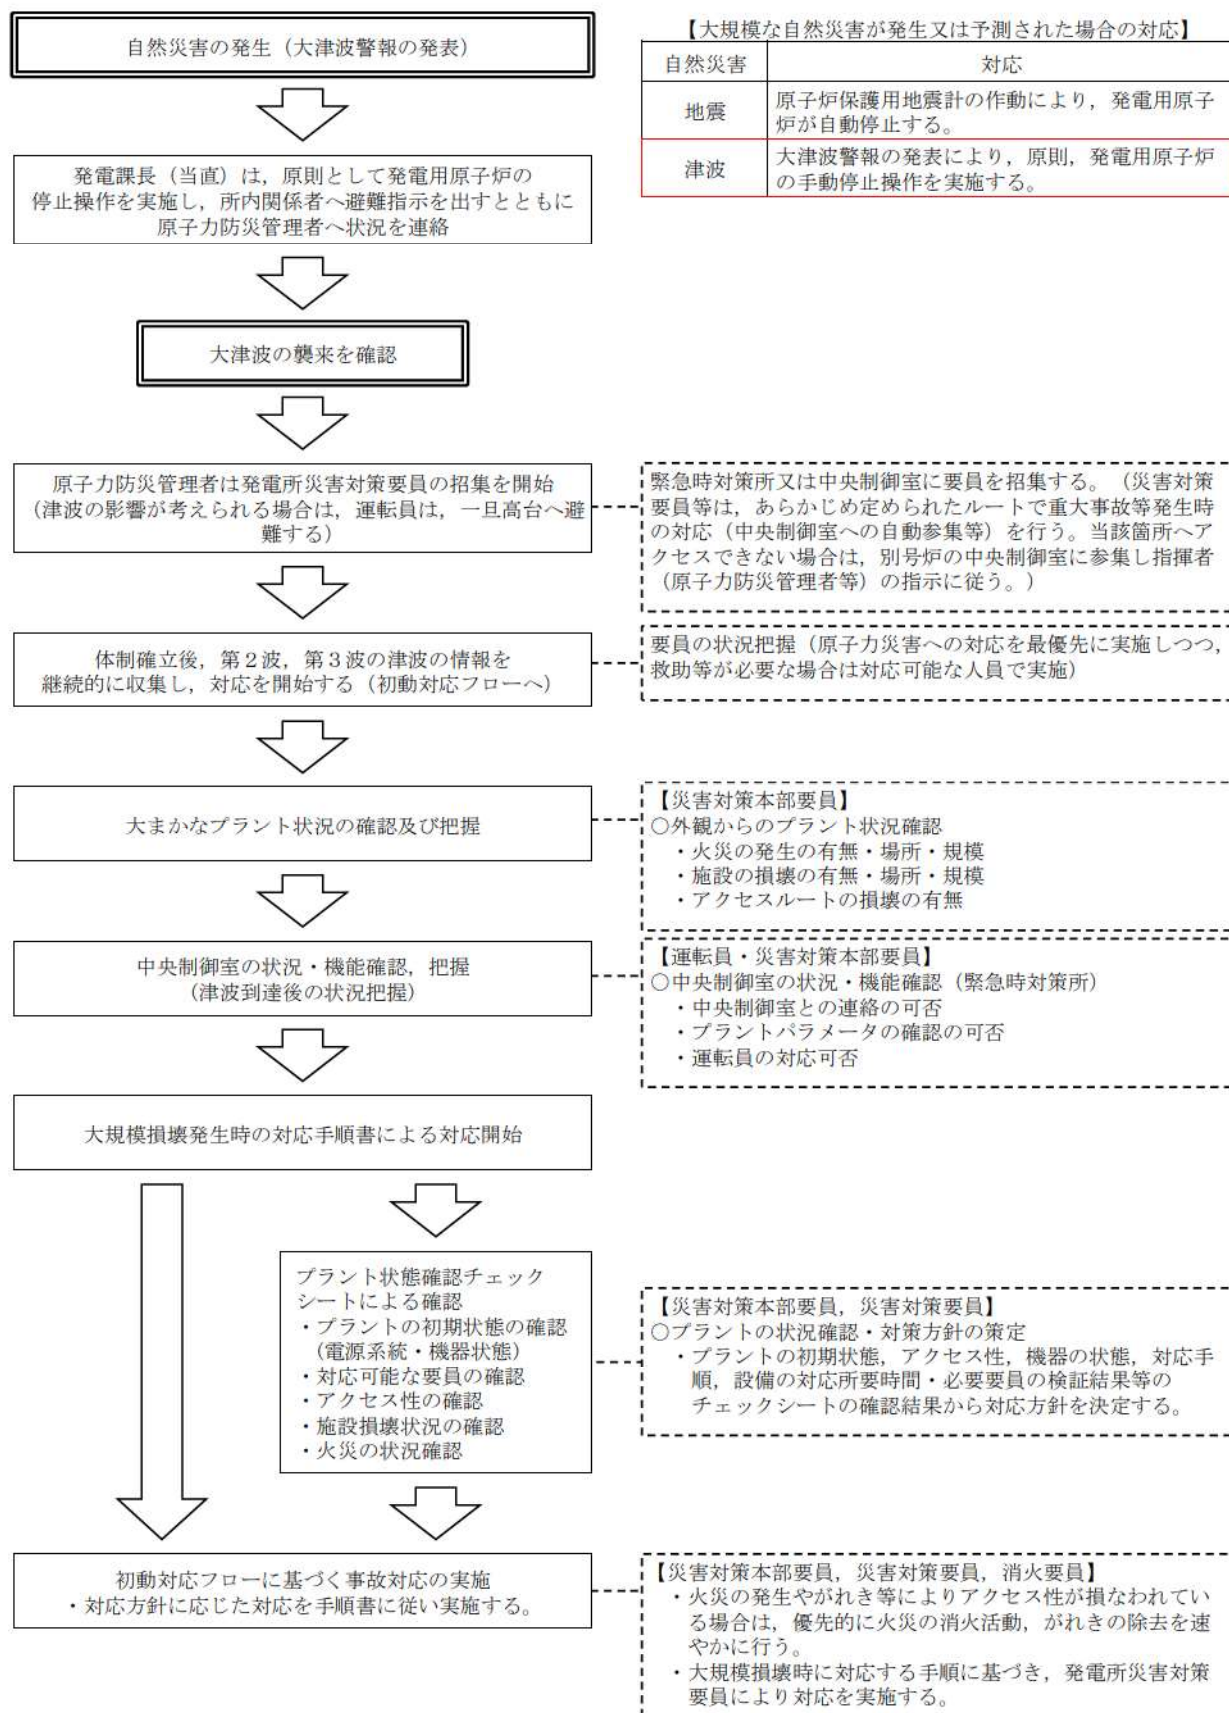 自然災害の発生（大津波警報の発表）
【大規模な自然災害が発生又は予測された場合の対応】
自然災害
対応
地震
原子炉保護用地震計の作動により，発電用原子
炉が自動停止する。
津波
大津波警報の発表により，原則，発電用原子炉
の手動停止操作を実施する。
発電課長（当直）は，原則として発電用原子炉の
停止操作を実施し，所内関係者へ避難指示を出すとともに
原子力防災管理者へ状況を連絡
大津波の襲来を確認
原子力防災管理者は発電所災害対策要員の招集を開始
（津波の影響が考えられる場合は，運転員は，一旦高台へ避
難する）
緊急時対策所又は中央制御室に要員を招集する。（災害対策
要員等は，あらかじめ定められたルートで重大事故等発生時
の対応（中央制御室への自動参集等）を行う。当該箇所へア
クセスできない場合は，別号炉の中央制御室に参集し指揮者
（原子力防災管理者等）の指示に従う。）
体制確立後，第２波，第３波の津波の情報を
継続的に収集し，対応を開始する（初動対応フローへ）
要員の状況把握（原子力災害への対応を最優先に実施しつつ，
救助等が必要な場合は対応可能な人員で実施）
大まかなプラント状況の確認及び把握
【災害対策本部要員】
○外観からのプラント状況確認
・火災の発生の有無・場所・規模
・施設の損壊の有無・場所・規模
・アクセスルートの損壊の有無
中央制御室の状況・機能確認，把握
（津波到達後の状況把握）
【運転員・災害対策本部要員】
○中央制御室の状況・機能確認（緊急時対策所）
・中央制御室との連絡の可否
・プラントパラメータの確認の可否
・運転員の対応可否
大規模損壊発生時の対応手順書による対応開始
プラント状態確認チェック
シートによる確認
・プラントの初期状態の確認
（電源系統・機器状態）
・対応可能な要員の確認
・アクセス性の確認
・施設損壊状況の確認
・火災の状況確認
【災害対策本部要員，災害対策要員】
○プラントの状況確認・対策方針の策定
・プラントの初期状態，アクセス性，機器の状態，対応手
順，設備の対応所要時間・必要要員の検証結果等の
チェックシートの確認結果から対応方針を決定する。
初動対応フローに基づく事故対応の実施
・対応方針に応じた対応を手順書に従い実施する。
【災害対策本部要員，災害対策要員，消火要員】
・火災の発生やがれき等によりアクセス性が損なわれてい
る場合は，優先的に火災の消火活動，がれきの除去を速
やかに行う。
・大規模損壊時に対応する手順に基づき，発電所災害対策
要員により対応を実施する。